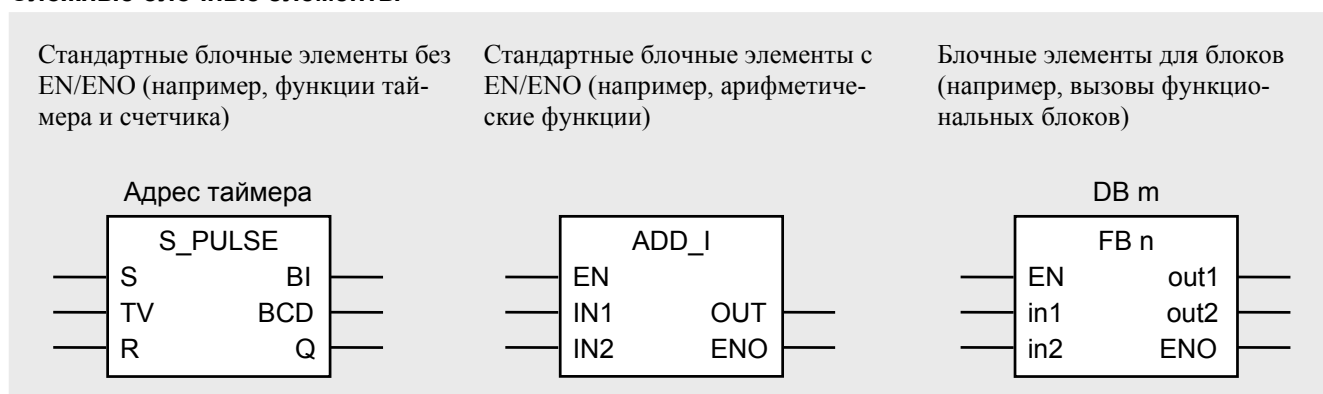 Стандартные блочные элементы без
EN/ENO (например, функции тай-
мера и счетчика)
Стандартные блочные элементы с
EN/ENO (например, арифметиче-
ские функции)
Блочные элементы для блоков
(например, вызовы функцио-
нальных блоков)
Адрес таймера
S_PULSE
S BI
TV BCD
R Q
ADD_I
EN
IN1 OUT
IN2 ENO
DB m
FB n
EN out1
in1 out2
in2 ENO